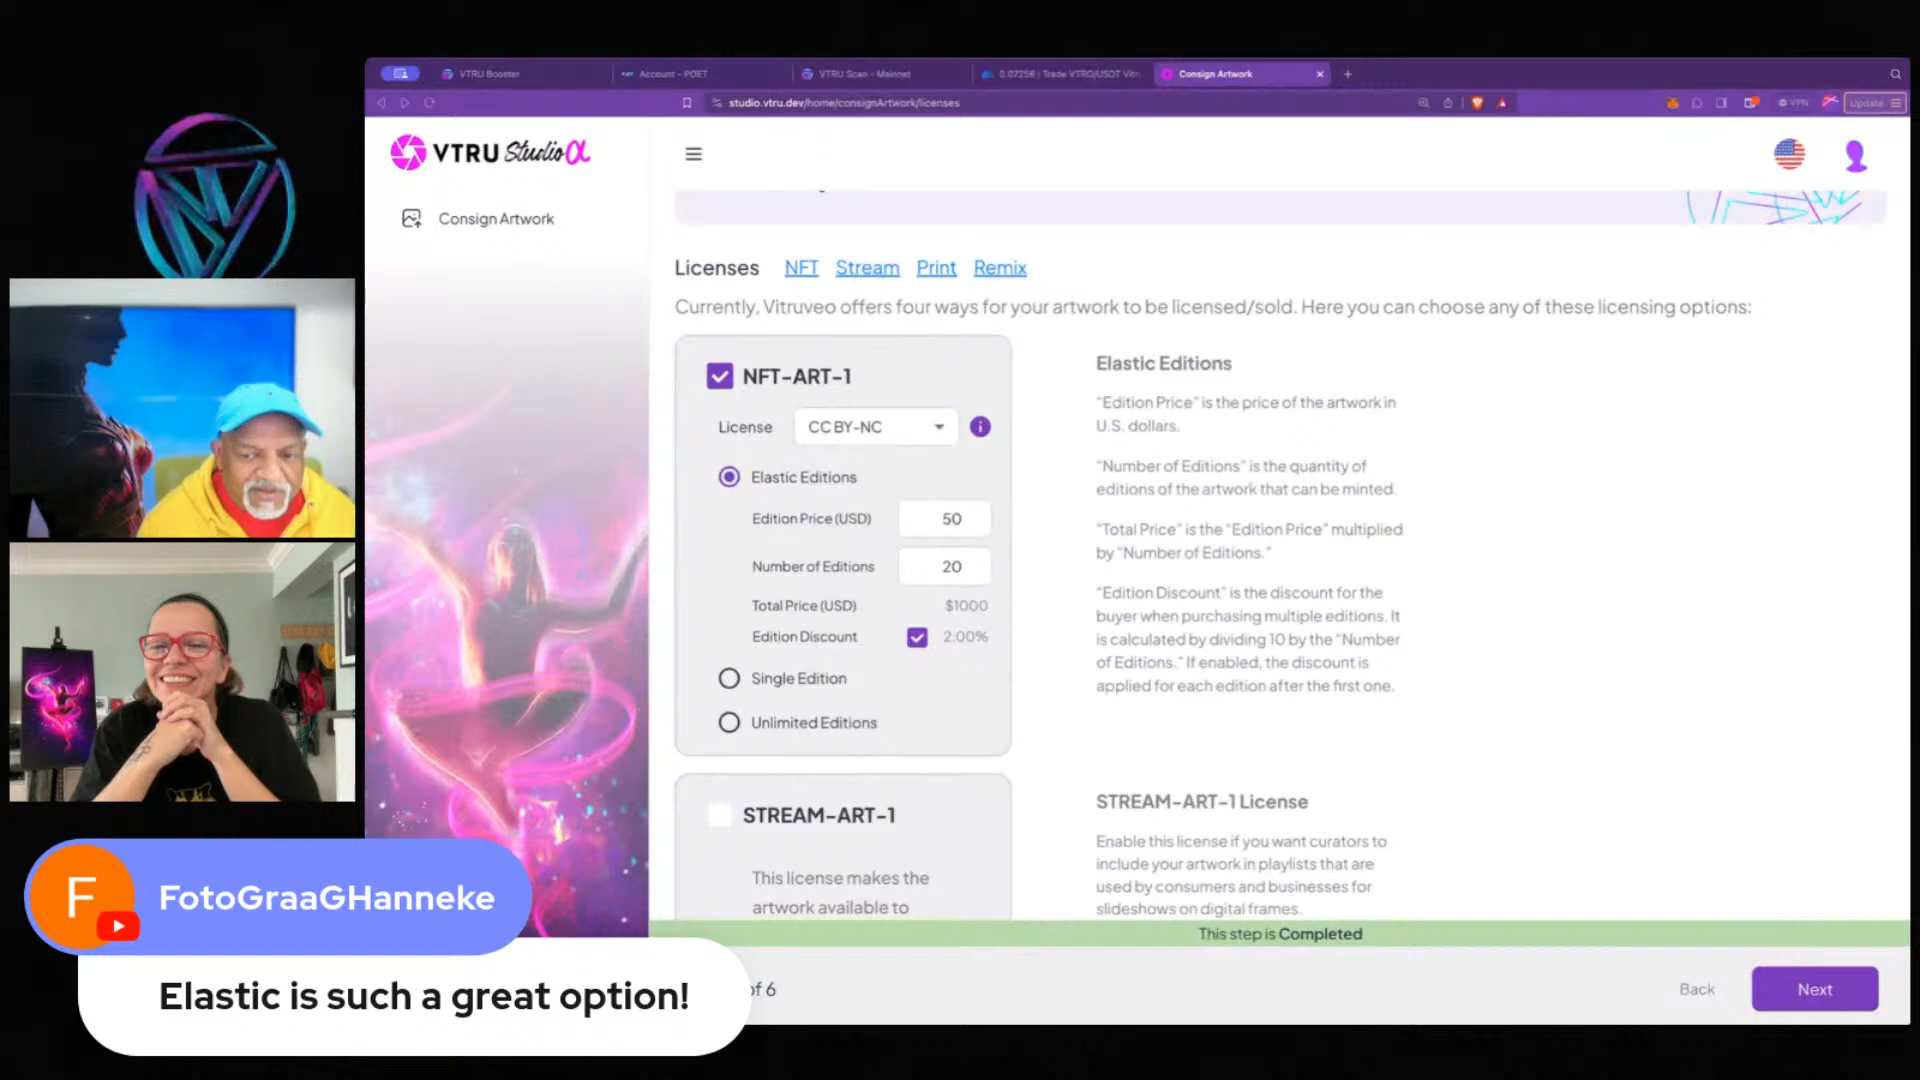 VTRU Booster
Account - POET
VTRU Scan - Mainnet
0.07256 | Trade VTRO/USDT Vitr
Consign Artwork
studio.vtru.dev/home/consignArtwork/licenses
VPN
Update
VTRU Studio α
Consign Artwork
Licenses NFT Stream Print Remix
Currently, Vitruveo offers four ways for your artwork to be licensed/sold. Here you can choose any of these licensing options:
NFT-ART-1
License CC BY-NC
Elastic Editions
Edition Price (USD) 50
Number of Editions 20
Total Price (USD) $1000
Edition Discount 2.00%
Single Edition
Unlimited Editions
Elastic Editions
“Edition Price” is the price of the artwork in
U.S. dollars.
“Number of Editions” is the quantity of
editions of the artwork that can be minted.
“Total Price” is the “Edition Price” multiplied
by “Number of Editions.”
“Edition Discount” is the discount for the
buyer when purchasing multiple editions. It
is calculated by dividing 10 by the “Number
of Editions.” If enabled, the discount is
applied for each edition after the first one.
STREAM-ART-1
This license makes the
artwork available to
STREAM-ART-1 License
Enable this license if you want curators to
include your artwork in playlists that are
used by consumers and businesses for
slideshows on digital frames.
This step is Completed
of 6
Back
Next
F
FotoGraaGHanneke
Elastic is such a great option!